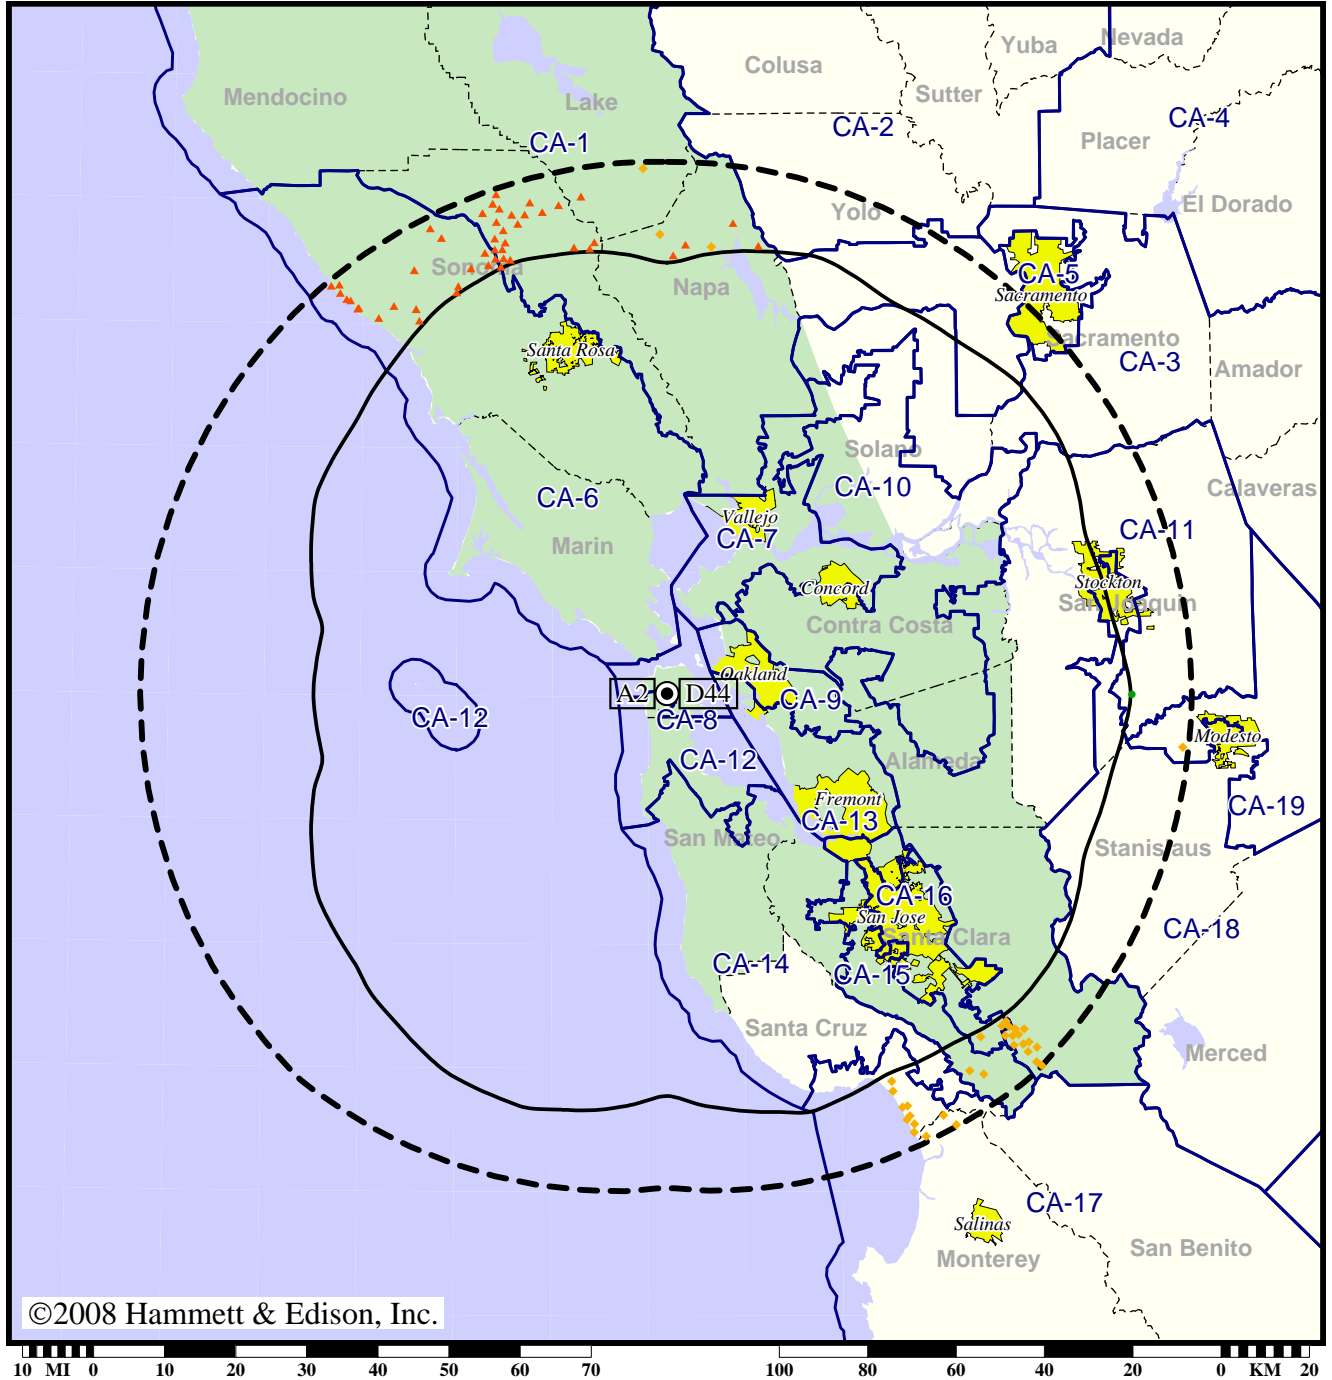 Nevada
Yuba
Colusa
Sutter
Mendocino
Lake
CA-4
CA-2
Placer
CA-1
El Dorado
Yolo
CA-5
Sonoma
Napa
Sacramento
Sacramento
Santa Rosa
CA-3
Amador
Solano
CA-10
Calaveras
CA-6
Vallejo
CA-11
CA-7
Marin
Stockton
Concord
San Joaquin
Contra Costa
Oakland
A2
D44
CA-9
CA-12
CA-8
Modesto
CA-12
Alameda
Fremont
CA-19
CA-13
San Mateo
Stanislaus
CA-16
San Jose
CA-18
Santa Clara
CA-14
CA-15
Santa Cruz
Merced
CA-17
Salinas
San Benito
Monterey
©2008 Hammett & Edison, Inc.
10 MI 0 10 20 30 40 50 60 70
100 80 60 40 20 0 KM 20